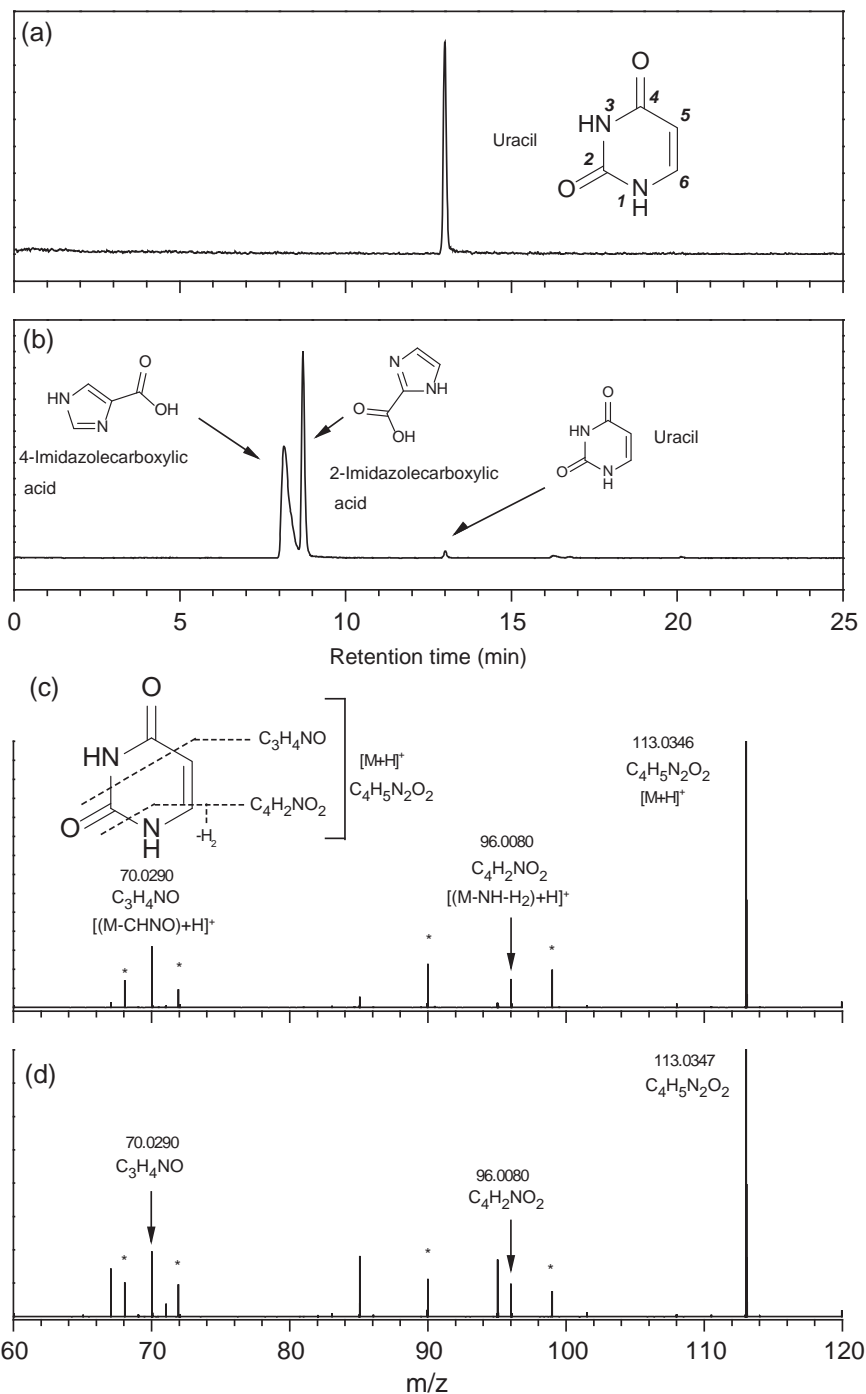 (a)
O
4
3
HN
5
Uracil
2
6
O
N
1
H
(b)
O
HN
OH
N
4-Imidazolecarboxylic
acid
N
NH
O
OH
2-Imidazolecarboxylic
acid
O
HN
O
N
H
Uracil
0 5 10 15 20 25
Retention time (min)
(c)
O
HN
O
N
H
-H₂
C₃H₄NO
C₄H₂NO₂
[M+H]⁺
C₄H₅N₂O₂
113.0346
C₄H₅N₂O₂
[M+H]⁺
96.0080
C₄H₂NO₂
[(M-NH-H₂)+H]⁺
70.0290
C₃H₄NO
[(M-CHNO)+H]⁺
* * * *
(d)
113.0347
C₄H₅N₂O₂
70.0290
C₃H₄NO
96.0080
C₄H₂NO₂
* * * *
60 70 80 90 100 110 120
m/z